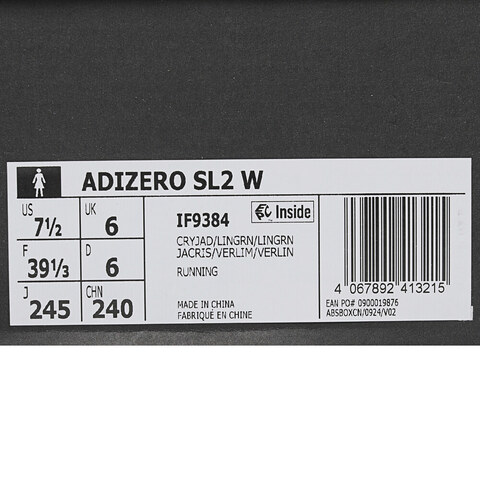 ADIZERO SL2 W
US 7½ UK 6
F 39⅓ D 6
J 245 CHN 240
IF9384
Inside
CRYJAD/LINGRN/LINGRN
JACRIS/VERLIM/VERLIN
RUNNING
MADE IN CHINA
FABRIQUÉ EN CHINE
4 067892 413215
EAN PO# 0900019876
ABSBOXCN/0924/V02